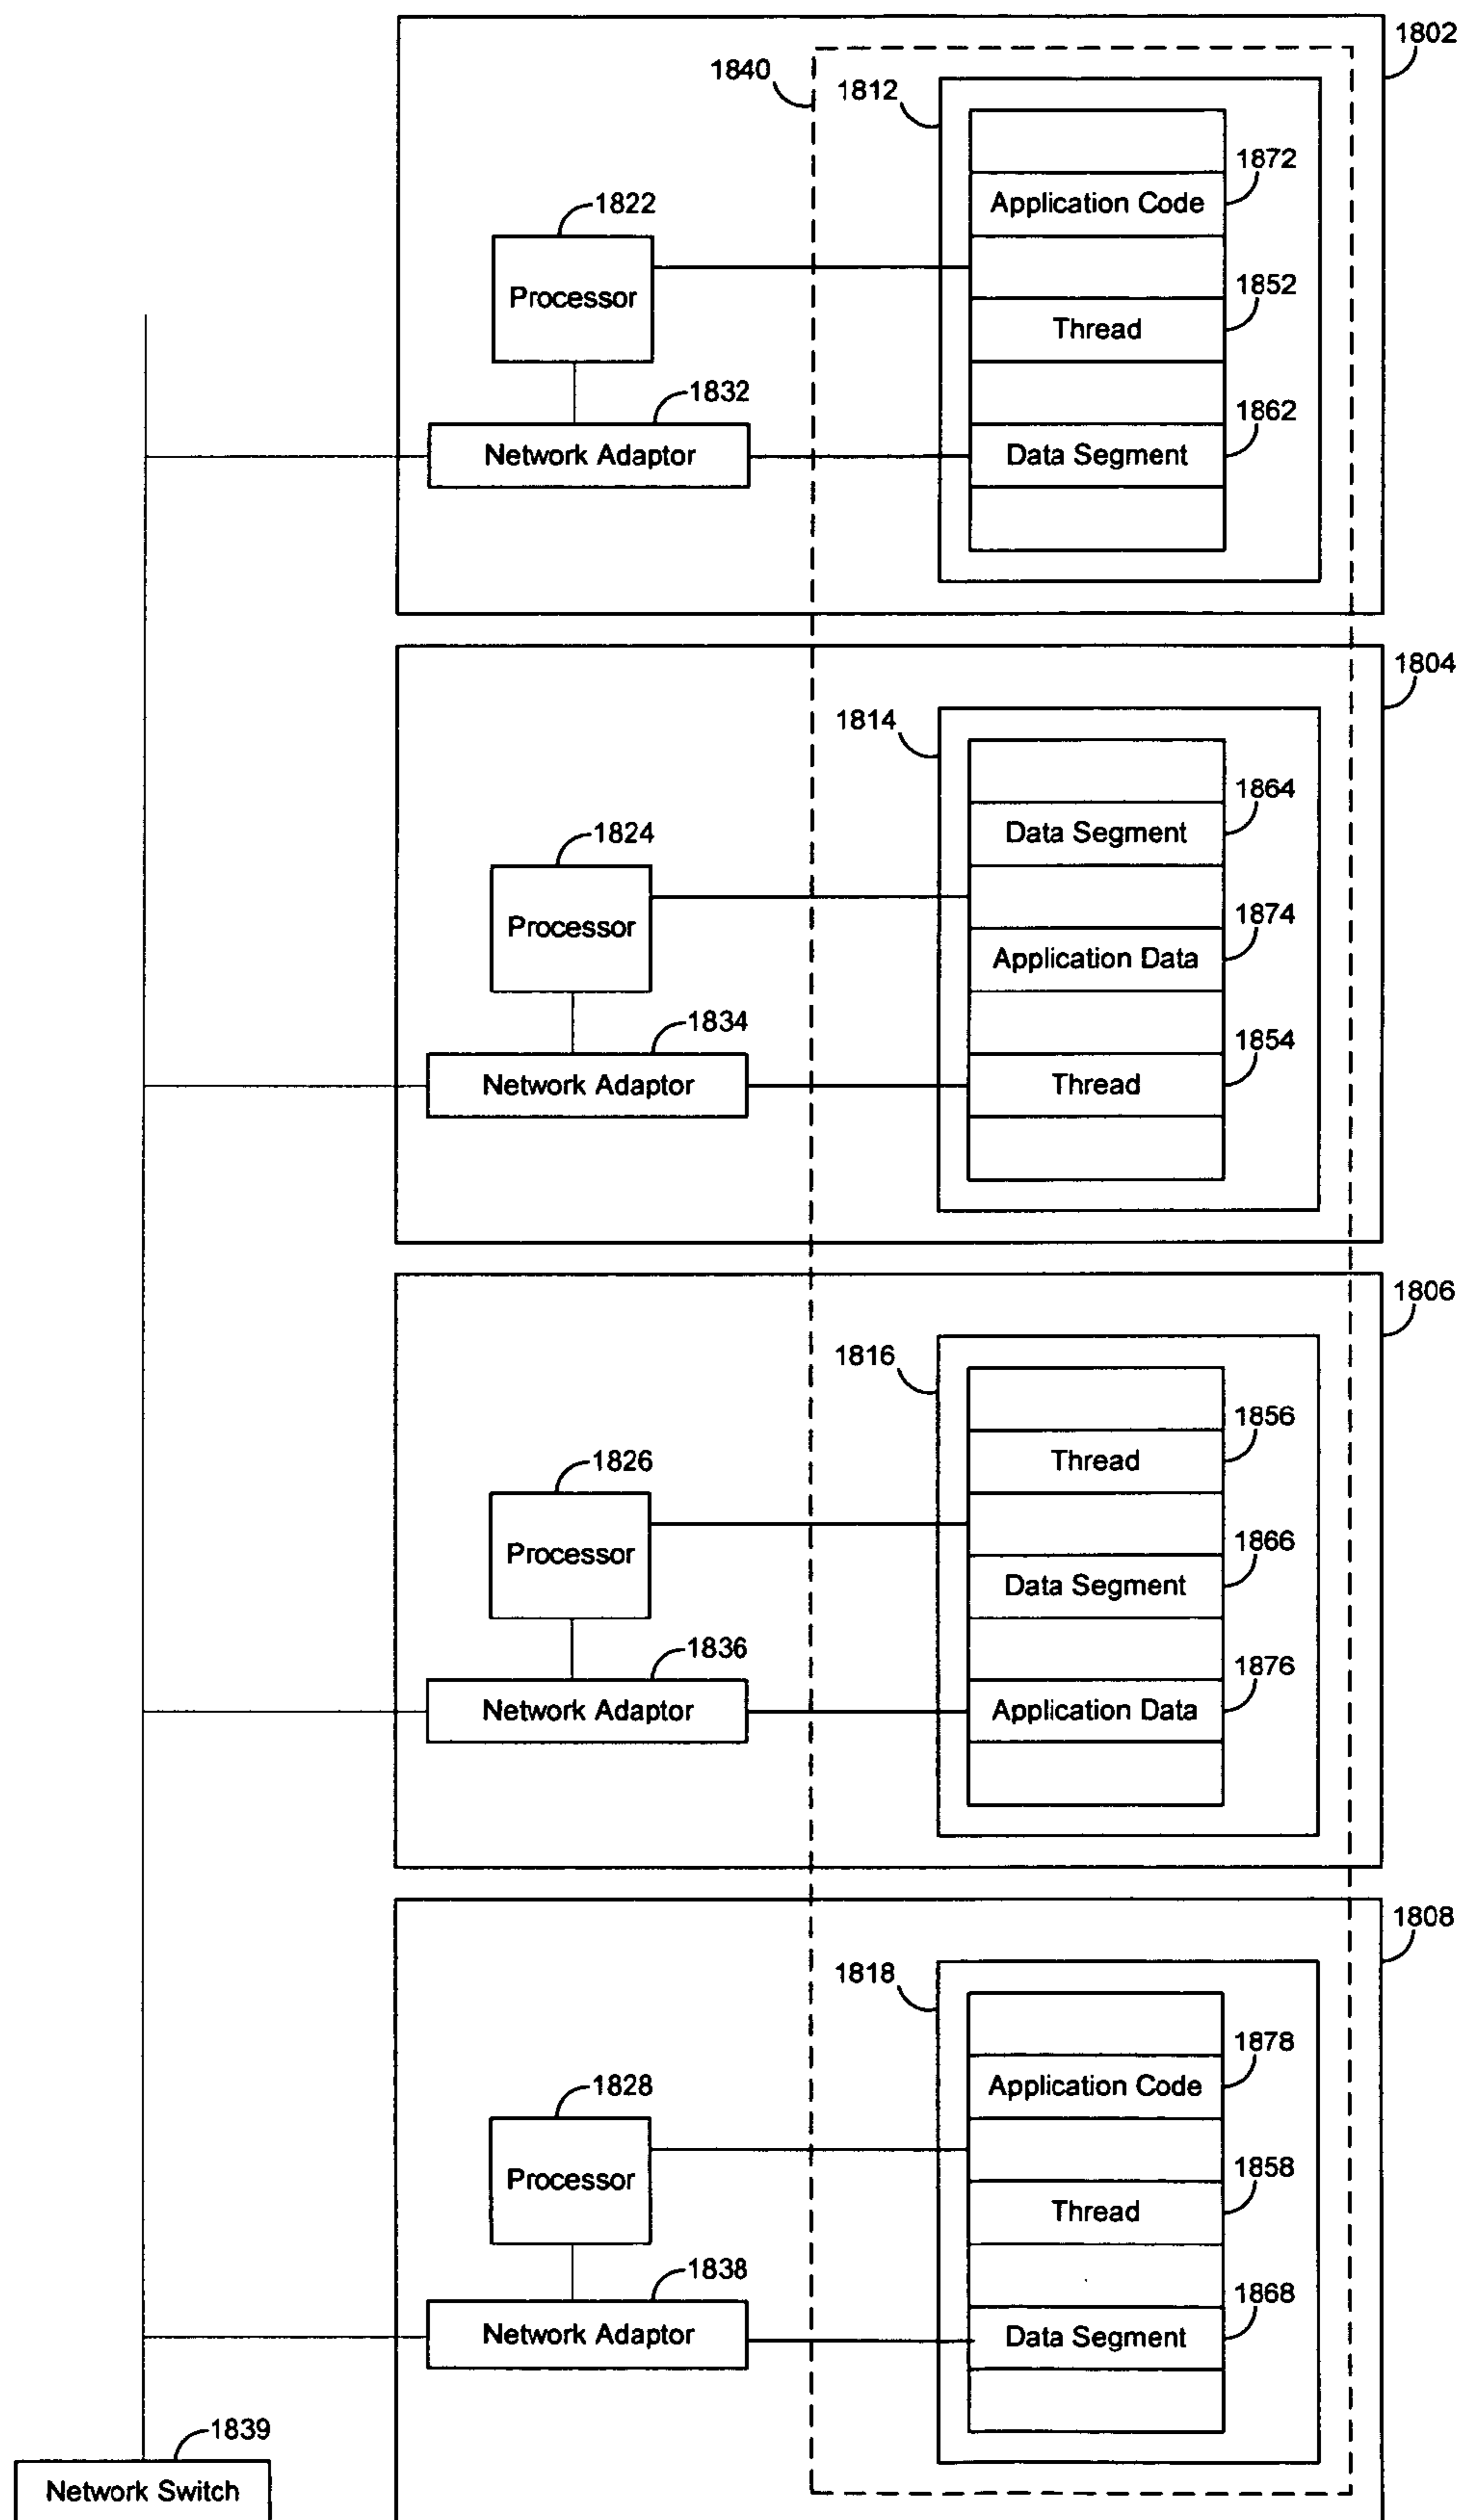 1802
1840
1812
1872
Application Code
1822
Processor
1852
Thread
1832
Network Adaptor
1862
Data Segment
1804
1814
1864
Data Segment
1824
Processor
1874
Application Data
1834
Network Adaptor
1854
Thread
1806
1816
1856
Thread
1826
Processor
1866
Data Segment
1836
Network Adaptor
1876
Application Data
1808
1818
1878
Application Code
1828
Processor
1858
Thread
1838
Network Adaptor
1868
Data Segment
1839
Network Switch